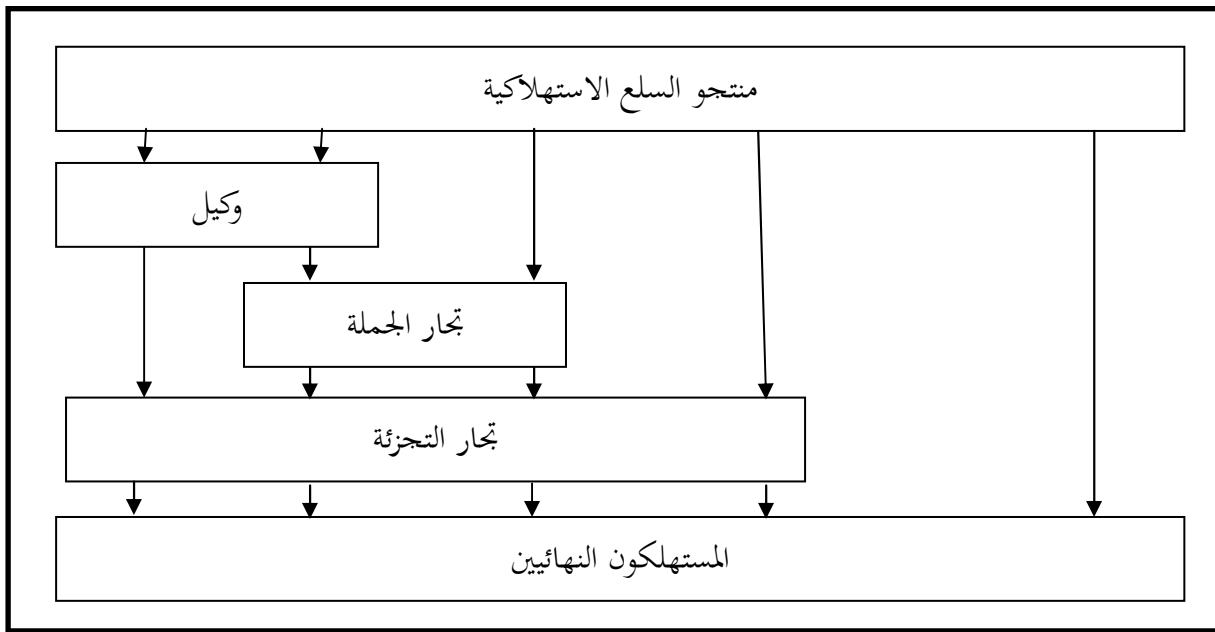 منتجو السلع الاستهلاكية
وكيل
تجار الجملة
تجار التجزئة
المستهلكون النهائيين